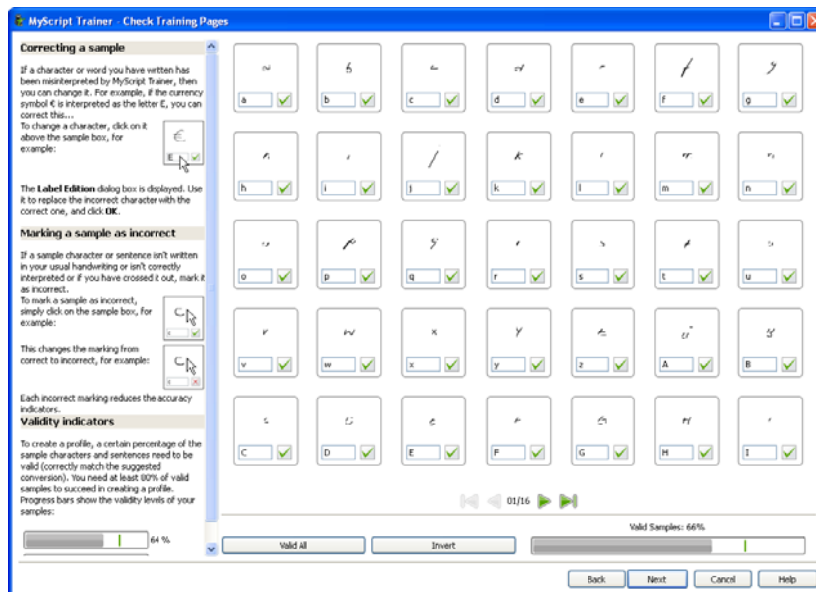 MyScript Trainer - Check Training Pages
Correcting a sample
If a character or word you have written has
been misinterpreted by MyScript Trainer, then
you can change it. For example, if the currency
symbol € is interpreted as the letter E, you can
correct this...
To change a character, click on it
above the sample box, for
example:
€
E
The Label Edition dialog box is displayed. Use
it to replace the incorrect character with the
correct one, and click OK.
Marking a sample as incorrect
If a sample character or sentence isn't written
in your usual handwriting or isn't correctly
interpreted or if you have crossed it out, mark it
as incorrect.
To mark a sample as incorrect,
simply click on the sample box, for
example:
This changes the marking from
correct to incorrect, for example:
Each incorrect marking reduces the accuracy
indicators.
Validity indicators
To create a profile, a certain percentage of the
sample characters and sentences need to be
valid (correctly match the suggested
conversion). You need at least 80% of valid
samples to succeed in creating a profile.
Progress bars show the validity levels of your
samples:
64 %
a b c d e f g
h i j k l m n
o p q r s t u
v w x y z A B
C D E F G H I
01/16
Valid Samples: 66%
Valid All Invert
Back Next Cancel Help